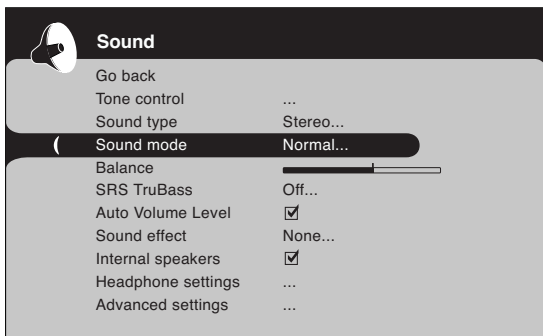 Sound
Go back
Tone control ...
Sound type Stereo...
Sound mode Normal...
Balance
SRS TruBass Off...
Auto Volume Level
Sound effect None...
Internal speakers
Headphone settings ...
Advanced settings ...